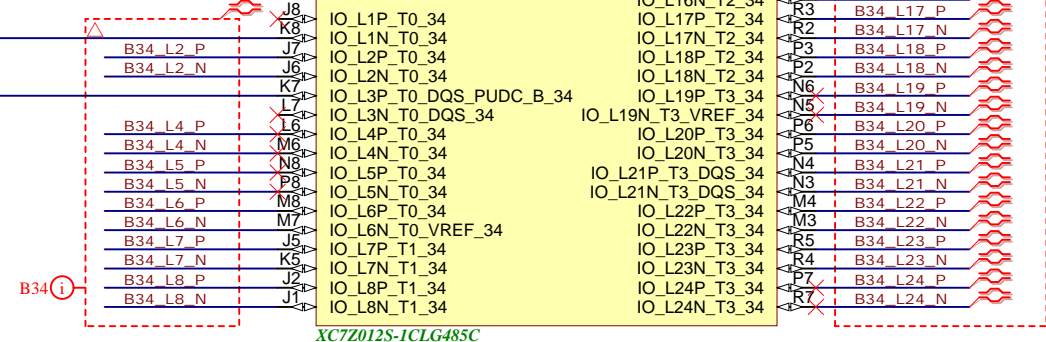 J8 IO_L1P_T0_34 IO_L16N_T2_34
K8 IO_L1N_T0_34 IO_L17P_T2_34 R3 B34_L17_P
B34_L2_P J7 IO_L2P_T0_34 IO_L17N_T2_34 R2 B34_L17_N
B34_L2_N J6 IO_L2N_T0_34 IO_L18P_T2_34 P3 B34_L18_P
K7 IO_L3P_T0_DQS_PUDC_B_34 IO_L18N_T2_34 P2 B34_L18_N
L7 IO_L3N_T0_DQS_34 IO_L19P_T3_34 N6 B34_L19_P
B34_L4_P L6 IO_L4P_T0_34 IO_L19N_T3_VREF_34 N5 B34_L19_N
B34_L4_N M6 IO_L4N_T0_34 IO_L20P_T3_34 P6 B34_L20_P
B34_L5_P N8 IO_L5P_T0_34 IO_L20N_T3_34 P5 B34_L20_N
B34_L5_N P8 IO_L5N_T0_34 IO_L21P_T3_DQS_34 N4 B34_L21_P
B34_L6_P M8 IO_L6P_T0_34 IO_L21N_T3_DQS_34 N3 B34_L21_N
B34_L6_N M7 IO_L6N_T0_VREF_34 IO_L22P_T3_34 M4 B34_L22_P
B34_L7_P J5 IO_L7P_T1_34 IO_L22N_T3_34 M3 B34_L22_N
B34_L7_N K5 IO_L7N_T1_34 IO_L23P_T3_34 R5 B34_L23_P
B34_L8_P J2 IO_L8P_T1_34 IO_L23N_T3_34 R4 B34_L23_N
B34 i B34_L8_N J1 IO_L8N_T1_34 IO_L24P_T3_34 P7 B34_L24_P
IO_L24N_T3_34 R7 B34_L24_N
XC7Z012S-1CLG485C